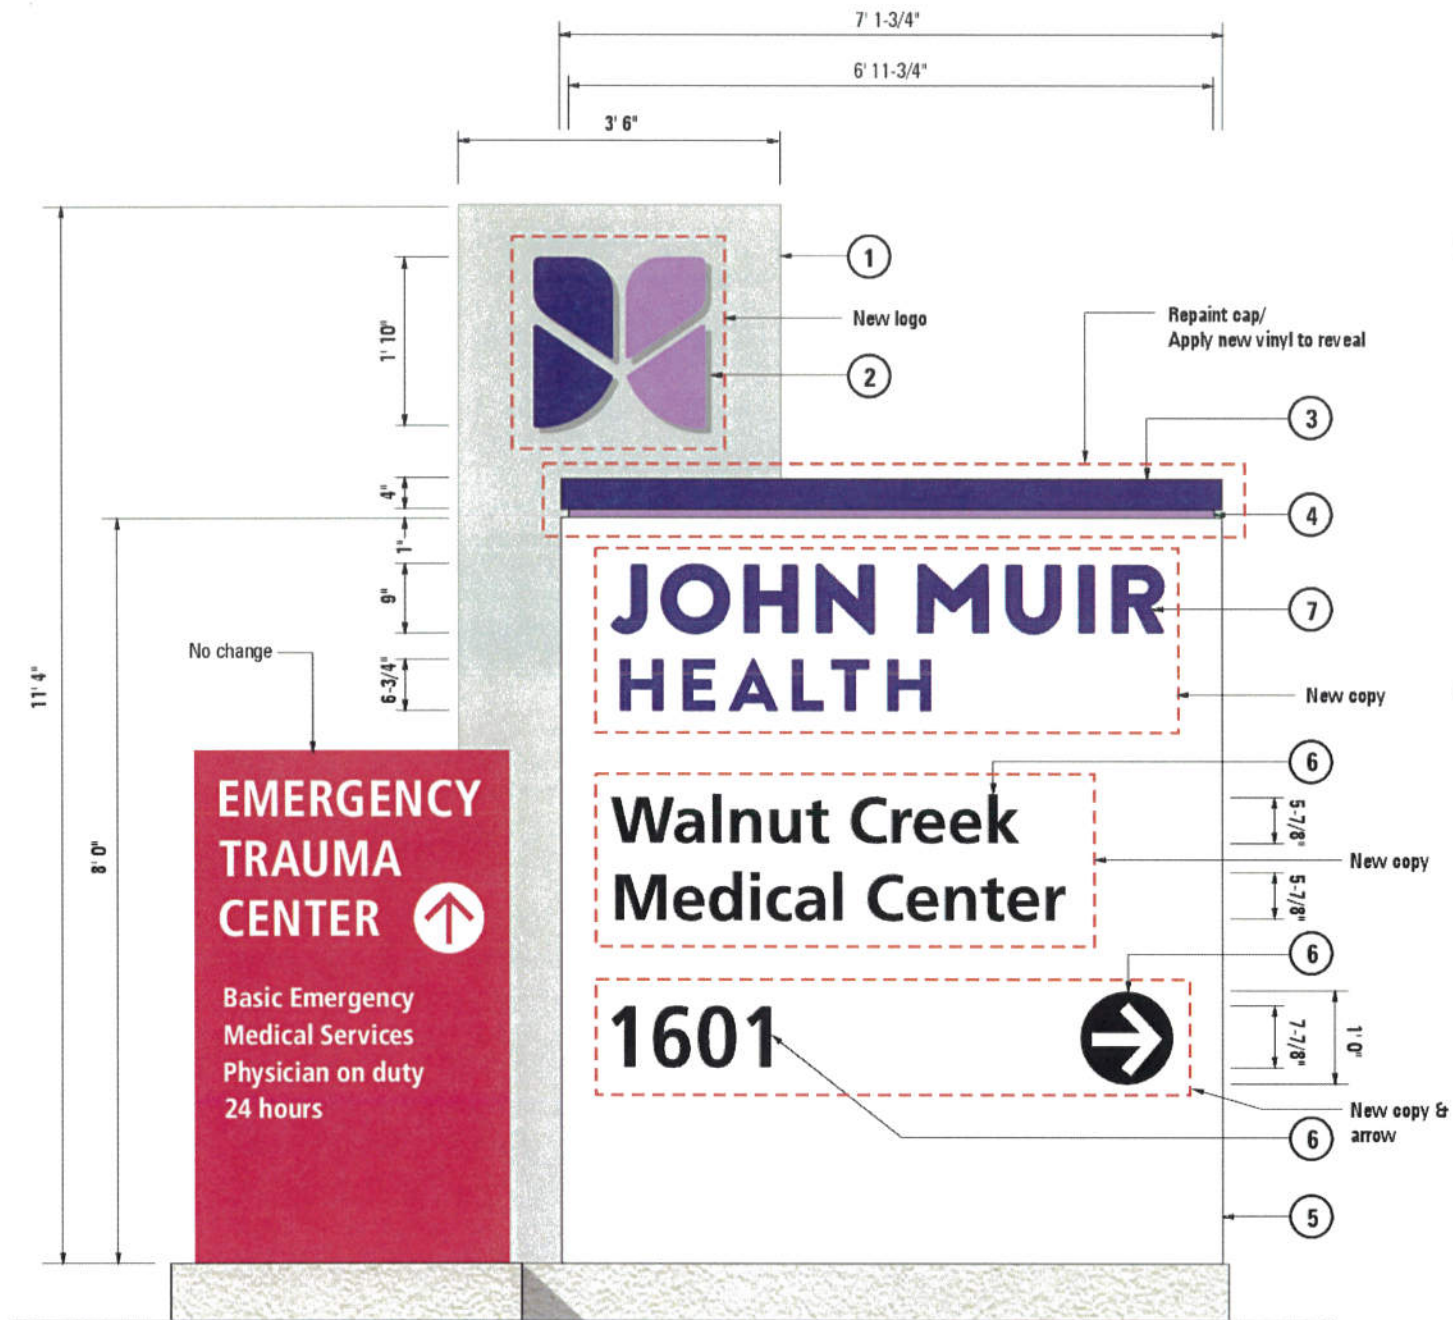 7' 1-3/4"
6' 11-3/4"
3' 6"
1
New logo
2
1' 10"
Repaint cap/
Apply new vinyl to reveal
3
4"
4
1"
9"
6-3/4"
JOHN MUIR
HEALTH
7
New copy
No change
11' 4"
8' 0"
EMERGENCY
TRAUMA
CENTER
Basic Emergency
Medical Services
Physician on duty
24 hours
6
Walnut Creek
Medical Center
5-7/8"
New copy
5-7/8"
6
1601
7-7/8"
1' 0"
New copy &
arrow
6
5